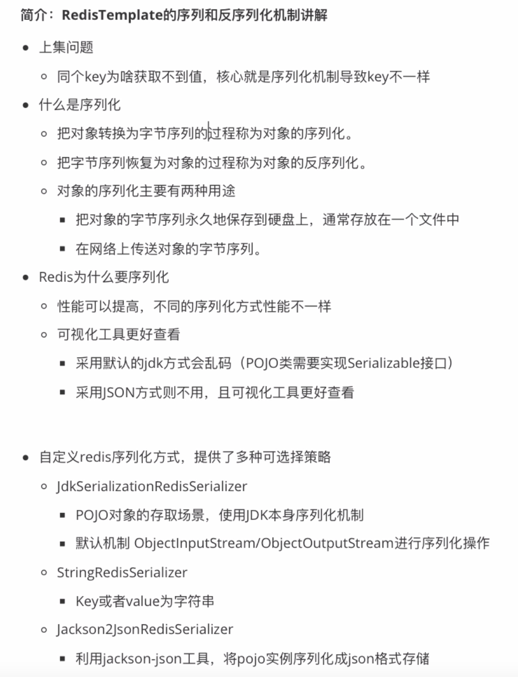 简介：RedisTemplate的序列和反序列化机制讲解
上集问题
同个key为啥获取不到值，核心就是序列化机制导致key不一样
什么是序列化
把对象转换为字节序列的过程称为对象的序列化。
把字节序列恢复为对象的过程称为对象的反序列化。
对象的序列化主要有两种用途
把对象的字节序列永久地保存到硬盘上，通常存放在一个文件中
在网络上传送对象的字节序列。
Redis为什么要序列化
性能可以提高，不同的序列化方式性能不一样
可视化工具更好查看
采用默认的jdk方式会乱码（POJO类需要实现Serializable接口）
采用JSON方式则不用，且可视化工具更好查看
自定义redis序列化方式，提供了多种可选择策略
JdkSerializationRedisSerializer
POJO对象的存取场景，使用JDK本身序列化机制
默认机制 ObjectInputStream/ObjectOutputStream进行序列化操作
StringRedisSerializer
Key或者value为字符串
Jackson2JsonRedisSerializer
利用jackson-json工具，将pojo实例序列化成json格式存储